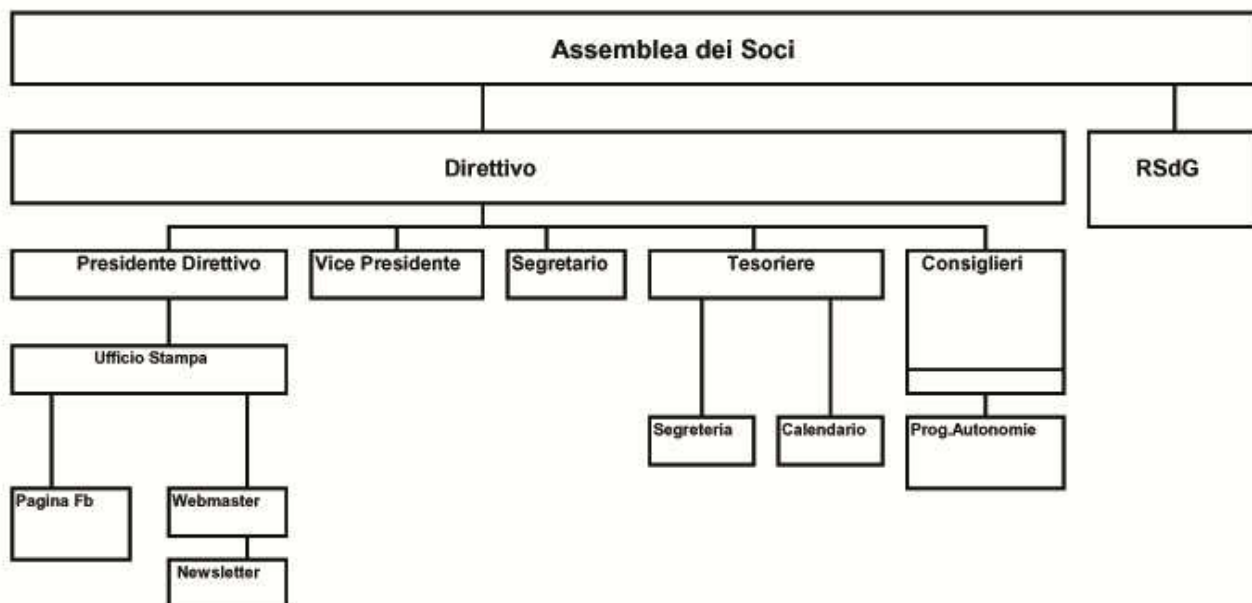 Assemblea dei Soci
Direttivo
RSdG
Presidente Direttivo
Vice Presidente
Segretario
Tesoriere
Consiglieri
Ufficio Stampa
Segreteria
Calendario
Prog.Autonomie
Pagina Fb
Webmaster
Newsletter